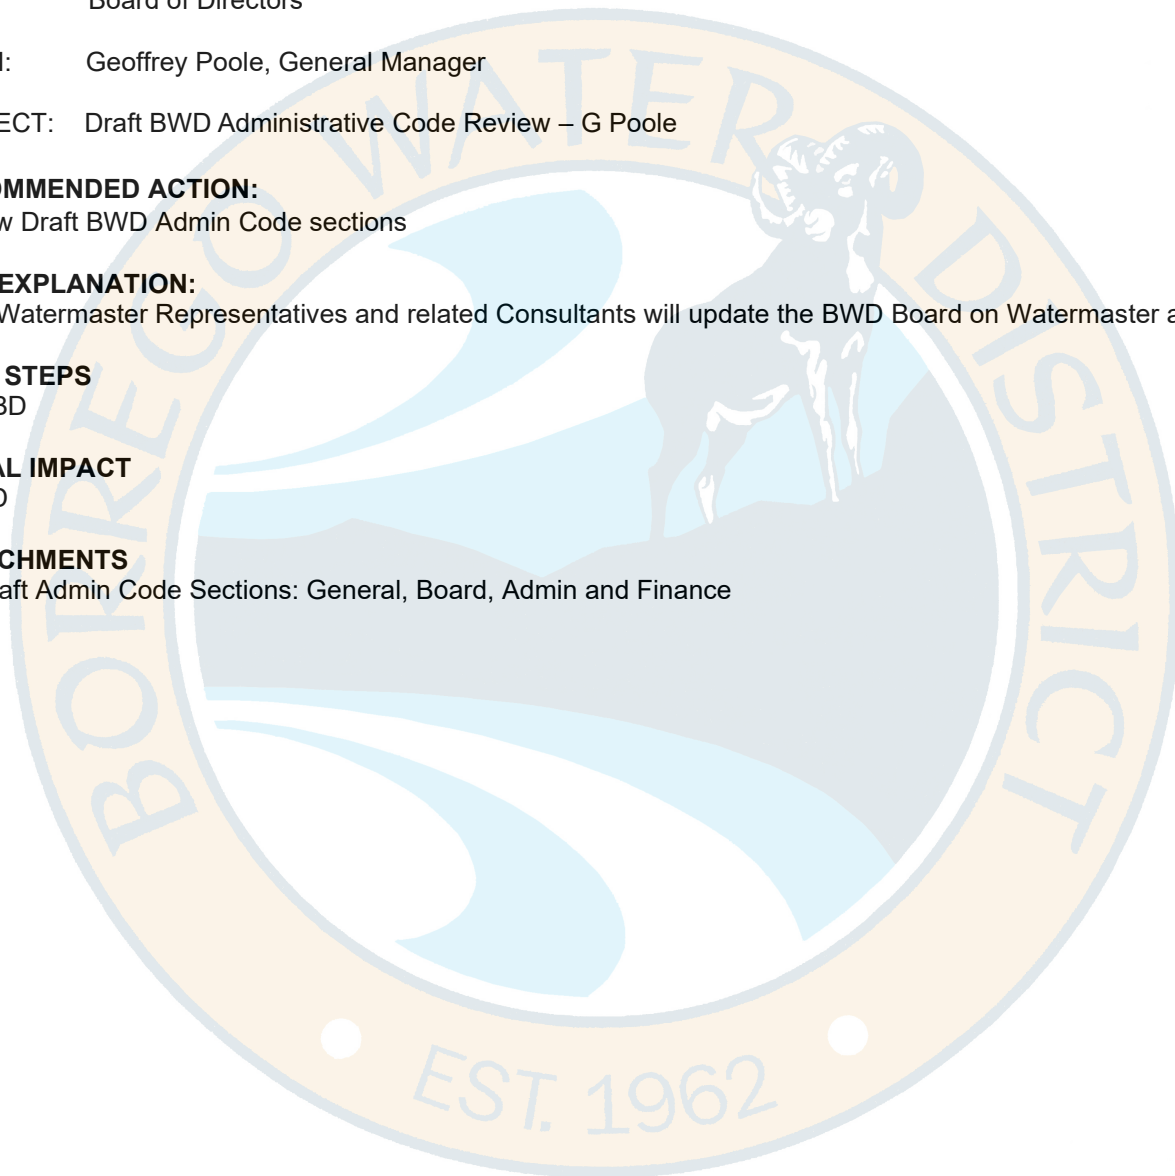 Board of Directors
Geoffrey Poole, General Manager
ECT: Draft BWD Administrative Code Review – G Poole
OMMENDED ACTION:
w Draft BWD Admin Code sections
EXPLANATION:
Watermaster Representatives and related Consultants will update the BWD Board on Watermaster a
STEPS
BD
AL IMPACT
D
CHMENTS
aft Admin Code Sections: General, Board, Admin and Finance
BORREGO WATER DISTRICT
EST. 1962